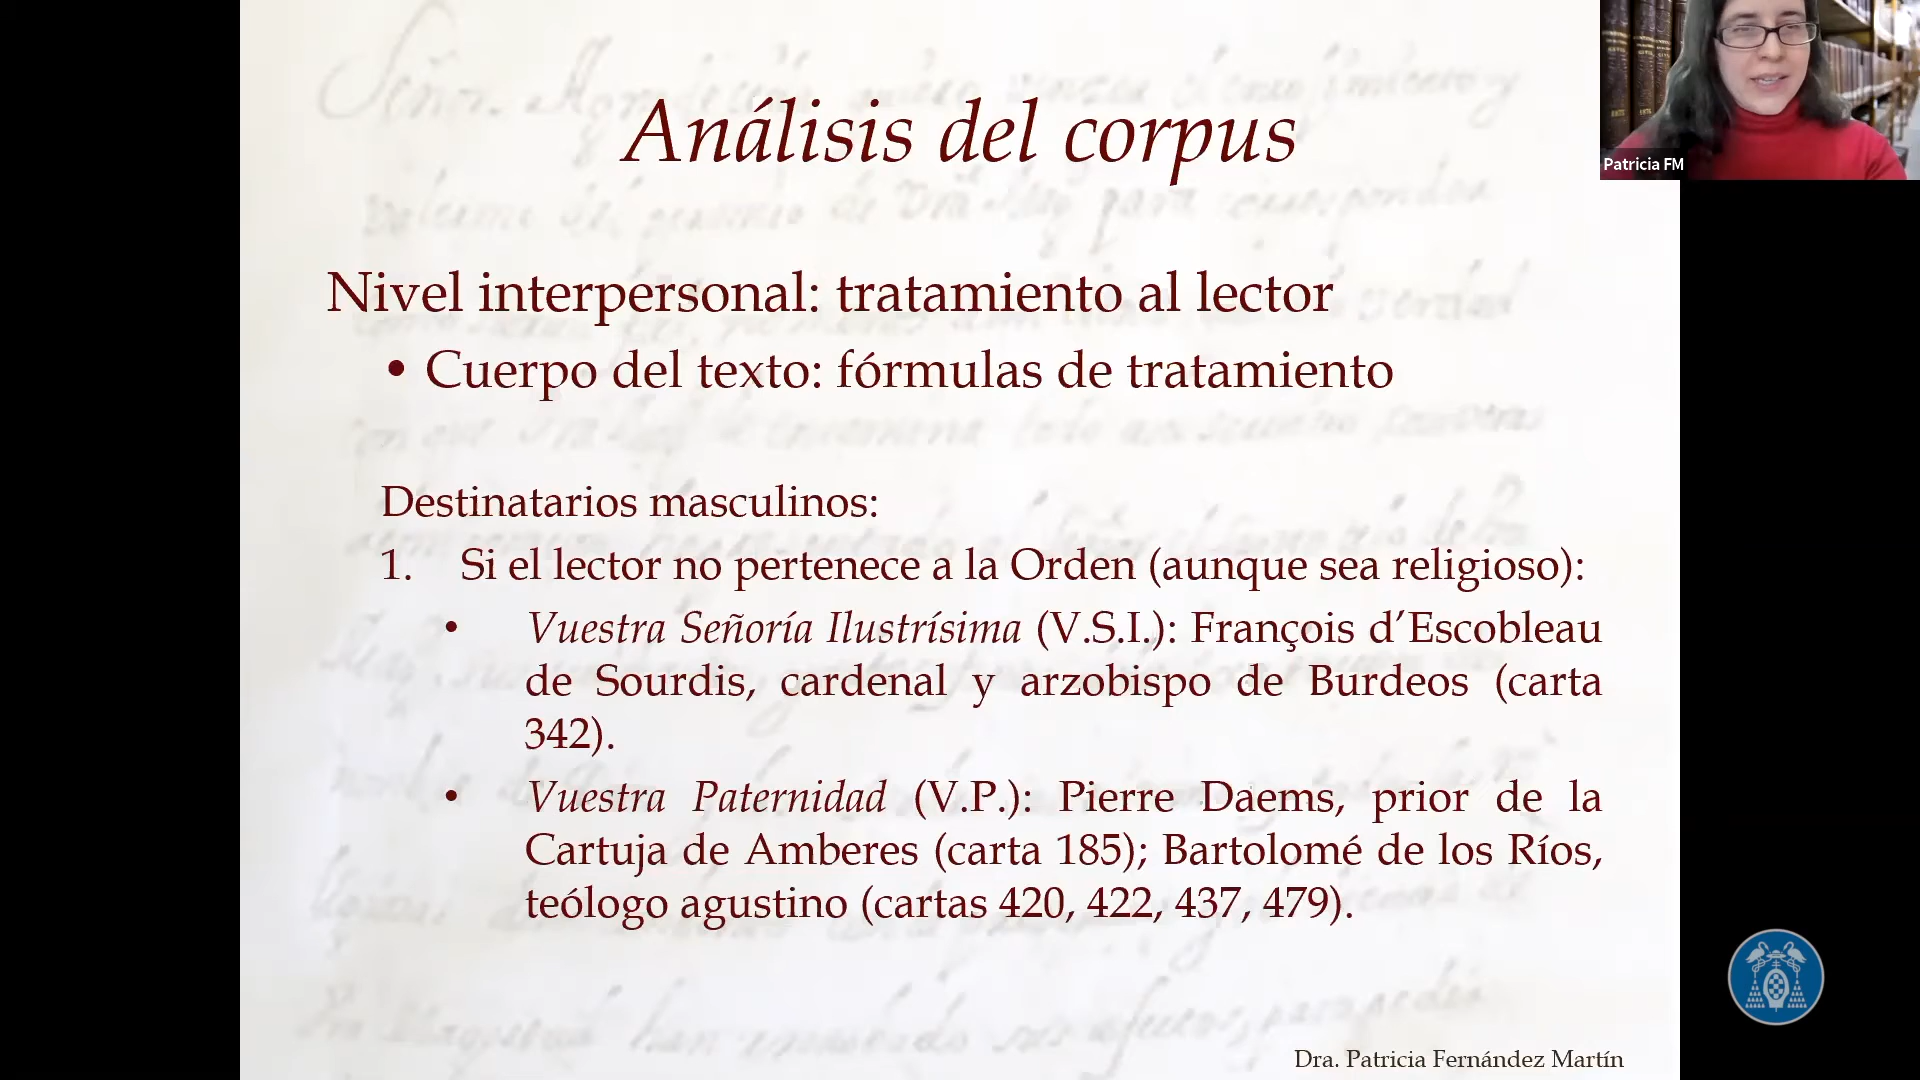 Análisis del corpus
Patricia FM
Nivel interpersonal: tratamiento al lector
• Cuerpo del texto: fórmulas de tratamiento
Destinatarios masculinos:
1. Si el lector no pertenece a la Orden (aunque sea religioso):
• Vuestra Señoría Ilustrísima (V.S.I.): François d’Escobleau
de Sourdis, cardenal y arzobispo de Burdeos (carta
342).
• Vuestra Paternidad (V.P.): Pierre Daems, prior de la
Cartuja de Amberes (carta 185); Bartolomé de los Ríos,
teólogo agustino (cartas 420, 422, 437, 479).
Dra. Patricia Fernández Martín